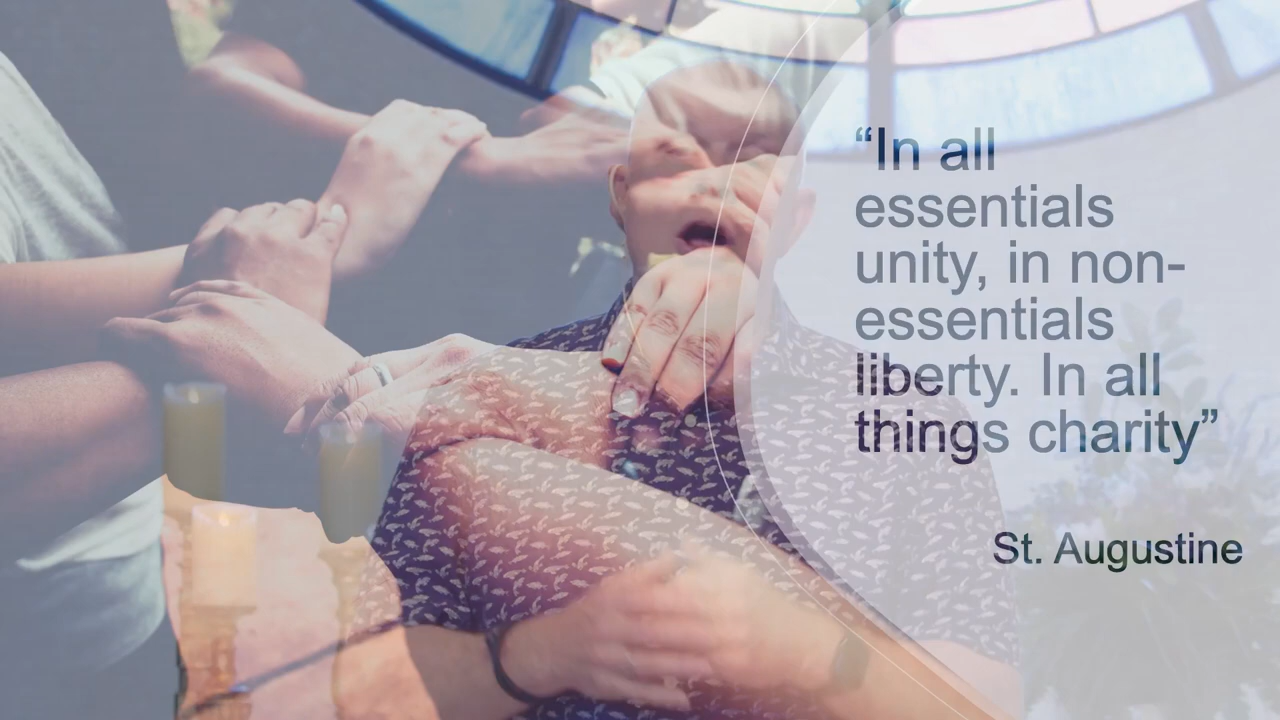 “In all
essentials
unity, in non-
essentials
liberty. In all
things charity”
St. Augustine